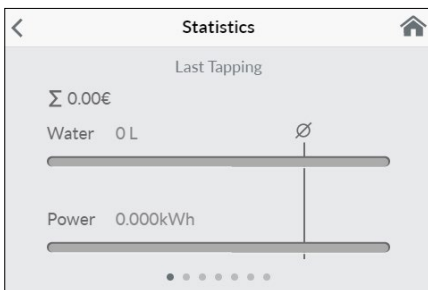 Statistics
Last Tapping
Σ 0.00€
Water 0 L Ø
Power 0.000kWh